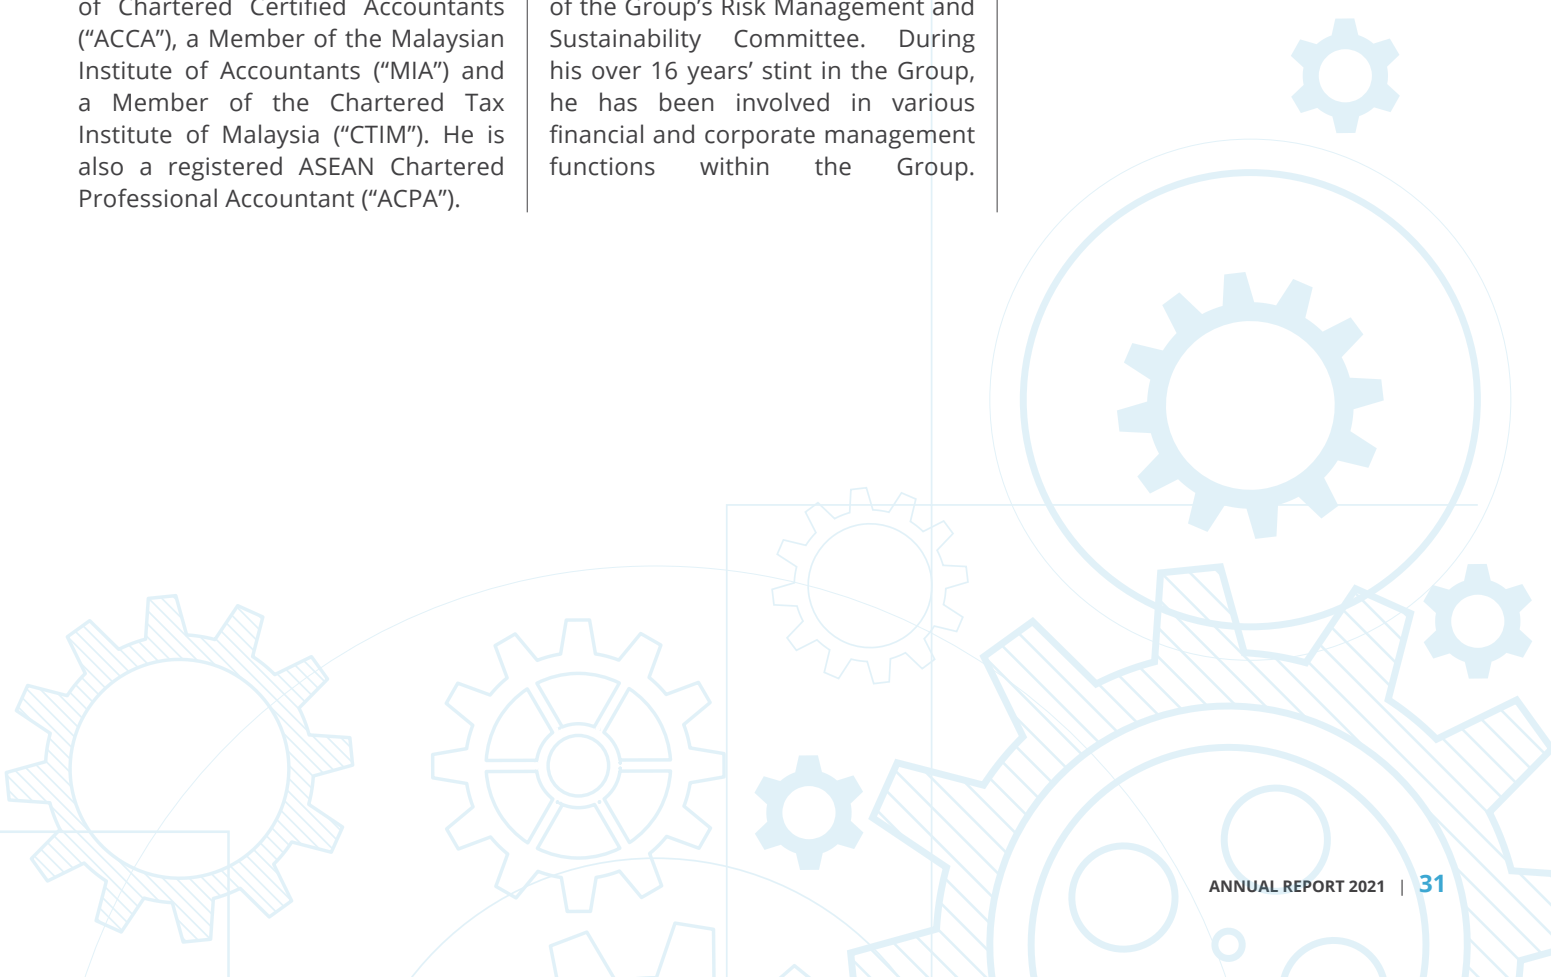 of Chartered Certified Accountants
(“ACCA”), a Member of the Malaysian
Institute of Accountants (“MIA”) and
a Member of the Chartered Tax
Institute of Malaysia (“CTIM”). He is
also a registered ASEAN Chartered
Professional Accountant (“ACPA”).
of the Group’s Risk Management and
Sustainability Committee. During
his over 16 years’ stint in the Group,
he has been involved in various
financial and corporate management
functions within the Group.
ANNUAL REPORT 2021 | 31